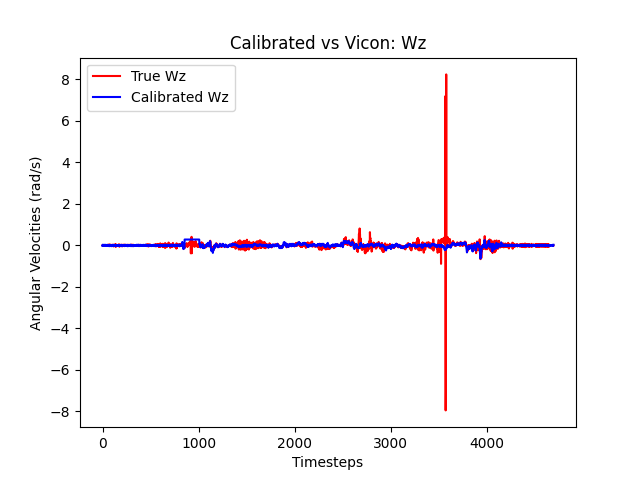 Calibrated vs Vicon: Wz
True Wz
Calibrated Wz
8
6
4
2
0
−2
−4
−6
−8
Angular Velocities (rad/s)
0 1000 2000 3000 4000
Timesteps